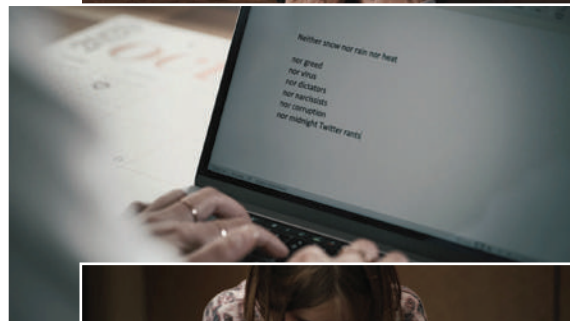 Neither snow nor rain nor heat
nor greed
nor virus
nor dictators
nor narcissists
nor corruption
nor midnight Twitter rants